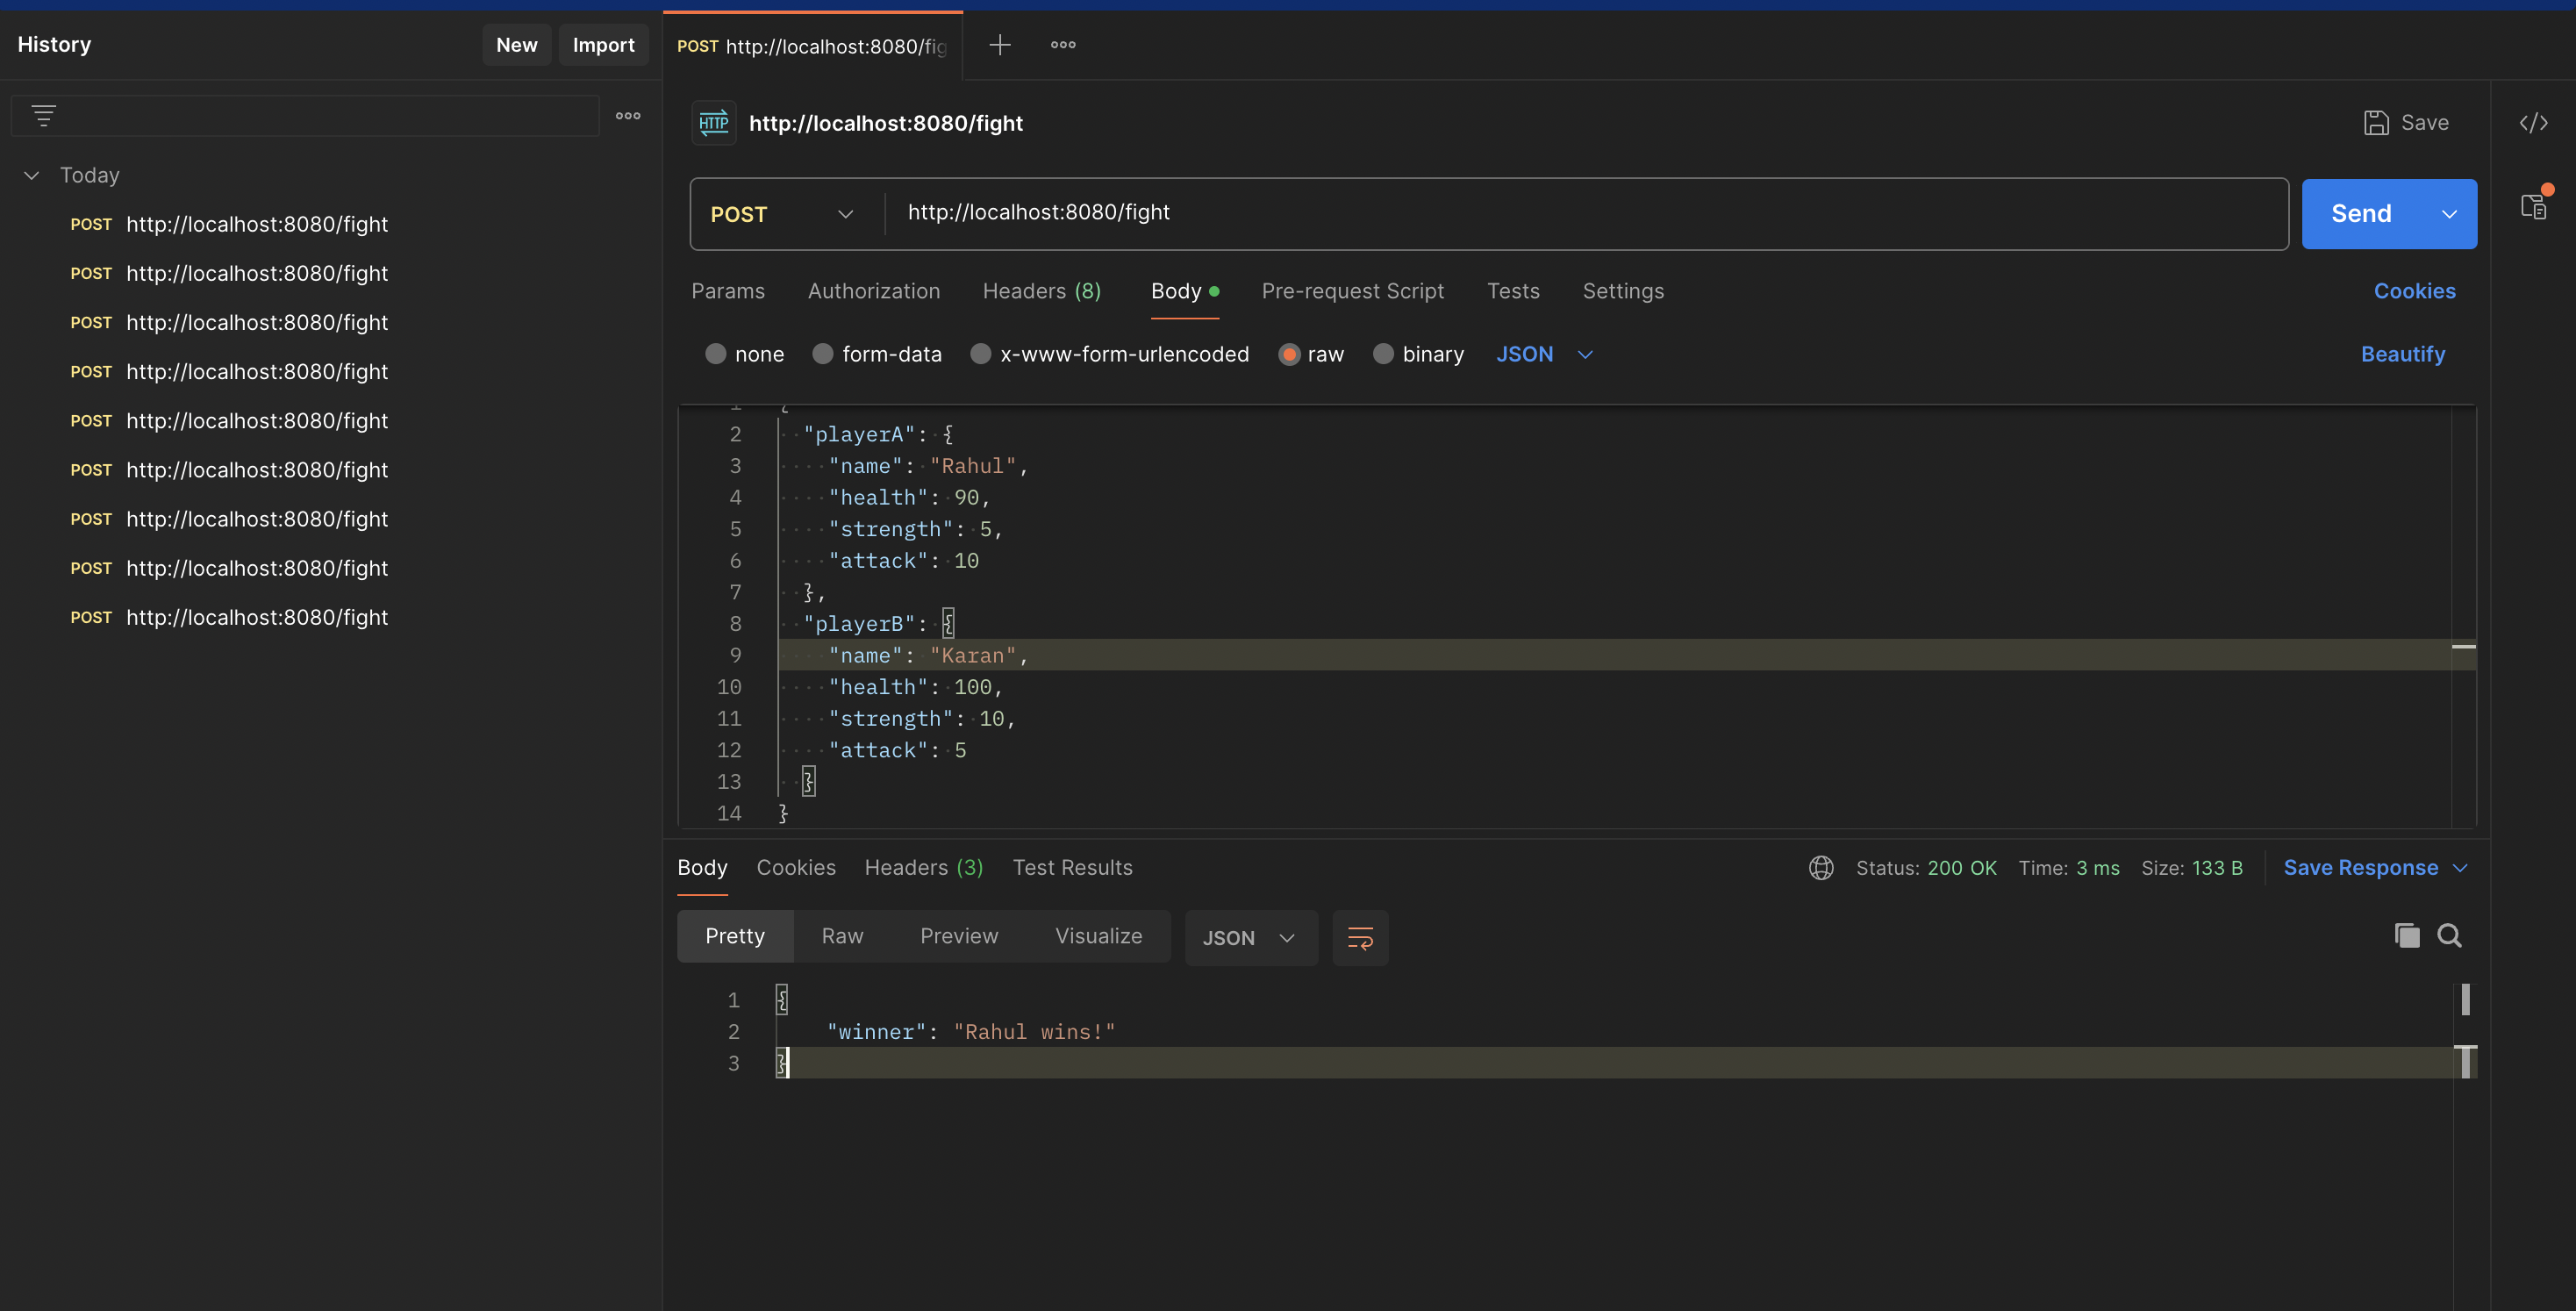 History
New
Import
POST http://localhost:8080/fig
HTTP
http://localhost:8080/fight
Save
Today
POST http://localhost:8080/fight
POST http://localhost:8080/fight
POST http://localhost:8080/fight
POST http://localhost:8080/fight
POST http://localhost:8080/fight
POST http://localhost:8080/fight
POST http://localhost:8080/fight
POST http://localhost:8080/fight
POST http://localhost:8080/fight
POST
http://localhost:8080/fight
Send
Params Authorization Headers (8) Body Pre-request Script Tests Settings Cookies
none form-data x-www-form-urlencoded raw binary JSON Beautify
1 {
2 "playerA": {
3 "name": "Rahul",
4 "health": 90,
5 "strength": 5,
6 "attack": 10
7 },
8 "playerB": {
9 "name": "Karan",
10 "health": 100,
11 "strength": 10,
12 "attack": 5
13 }
14 }
Body Cookies Headers (3) Test Results Status: 200 OK Time: 3 ms Size: 133 B Save Response
Pretty Raw Preview Visualize JSON
1 {
2 "winner": "Rahul wins!"
3 }